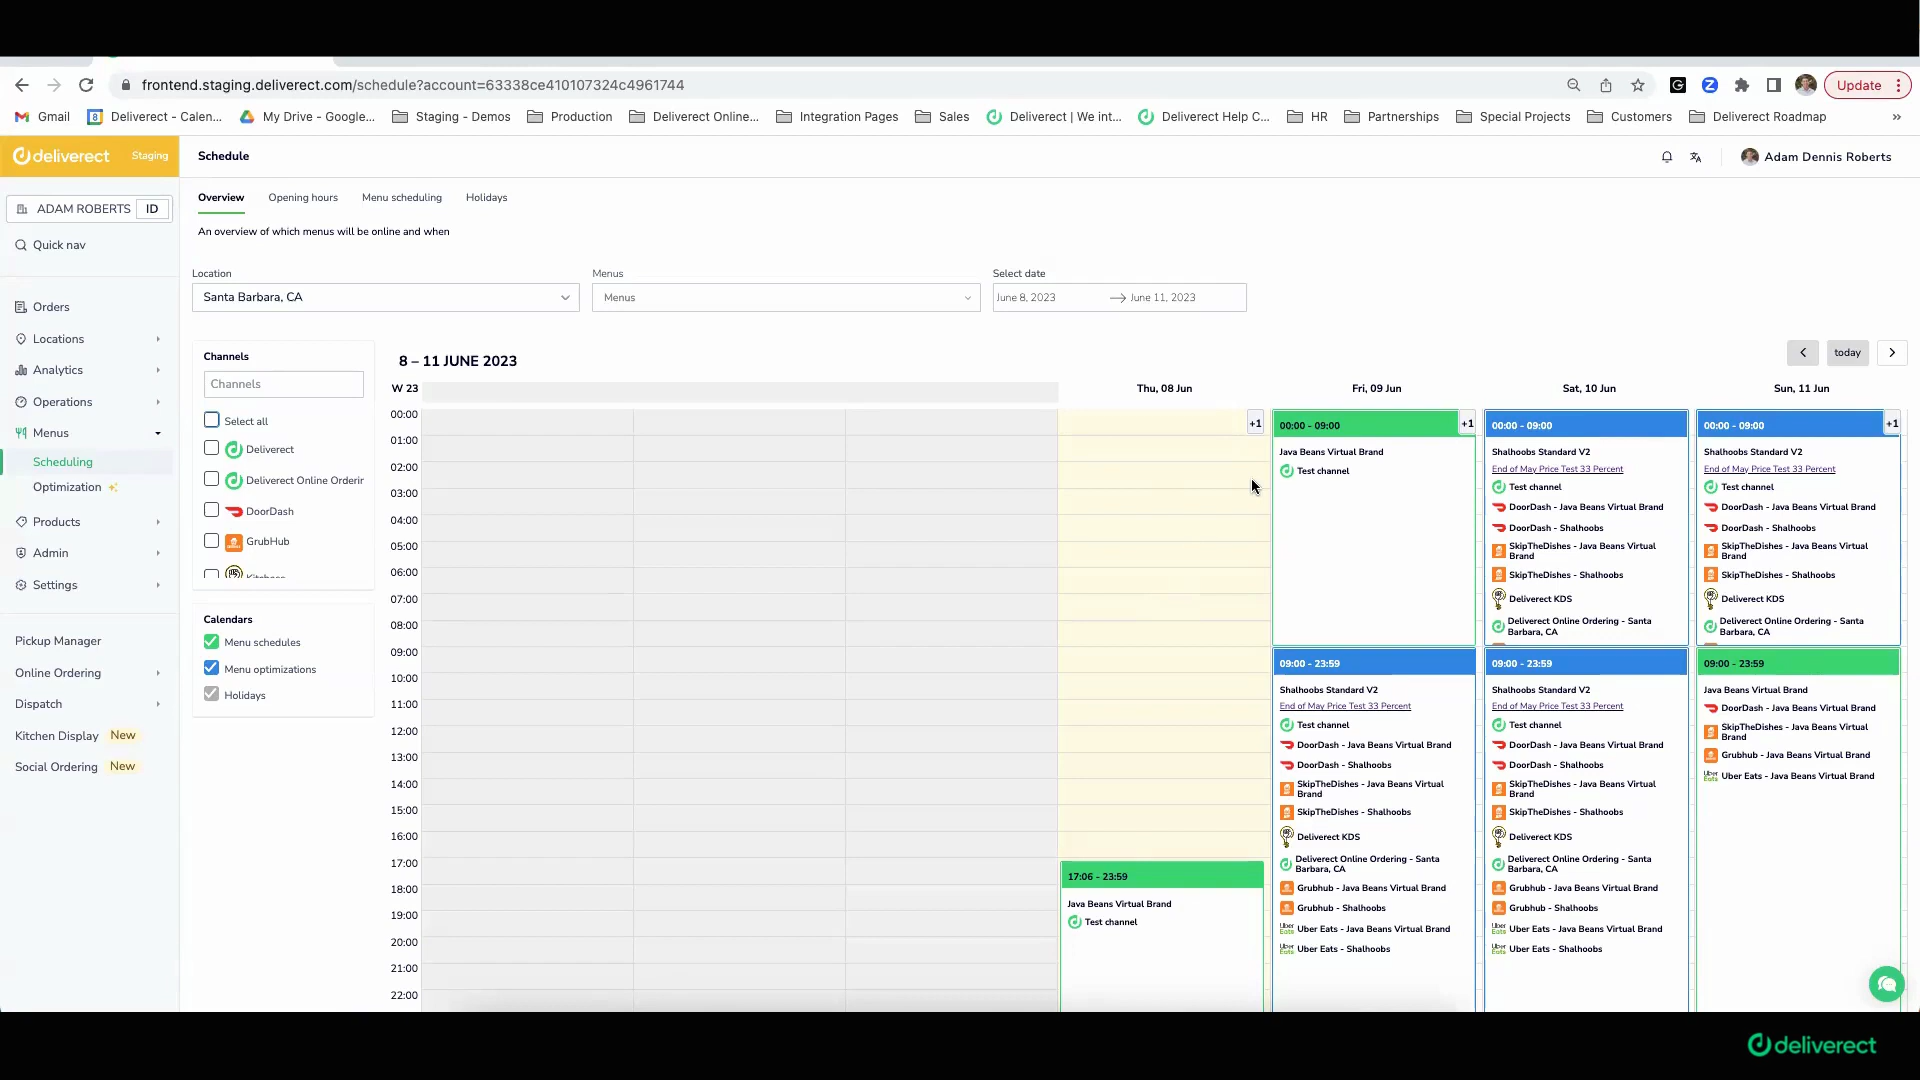 frontend.staging.deliverect.com/schedule?account=63338ce410107324c4961744
Update
Gmail
Deliverect - Calen...
My Drive - Google...
Staging - Demos
Production
Deliverect Online...
Integration Pages
Sales
Deliverect | We int...
Deliverect Help C...
HR
Partnerships
Special Projects
Customers
Deliverect Roadmap
»
deliverect
Staging
Schedule
Adam Dennis Roberts
ADAM ROBERTS
ID
Quick nav
Orders
Locations
Analytics
Operations
Menus
Scheduling
Optimization
Products
Admin
Settings
Pickup Manager
Online Ordering
Dispatch
Kitchen Display New
Social Ordering New
Overview
Opening hours
Menu scheduling
Holidays
An overview of which menus will be online and when
Location
Santa Barbara, CA
Menus
Menus
Select date
June 8, 2023
June 11, 2023
Channels
Channels
Select all
Deliverect
Deliverect Online Orderin
DoorDash
GrubHub
Calendars
Menu schedules
Menu optimizations
Holidays
8 – 11 JUNE 2023
today
W 23
Thu, 08 Jun
Fri, 09 Jun
Sat, 10 Jun
Sun, 11 Jun
00:00
01:00
02:00
03:00
04:00
05:00
06:00
07:00
08:00
09:00
10:00
11:00
12:00
13:00
14:00
15:00
16:00
17:00
18:00
19:00
20:00
21:00
22:00
+1
17:06 - 23:59
Java Beans Virtual Brand
Test channel
00:00 - 09:00
+1
Java Beans Virtual Brand
Test channel
09:00 - 23:59
Shalhoobs Standard V2
End of May Price Test 33 Percent
Test channel
DoorDash - Java Beans Virtual Brand
DoorDash - Shalhoobs
SkipTheDishes - Java Beans Virtual
Brand
SkipTheDishes - Shalhoobs
Deliverect KDS
Deliverect Online Ordering - Santa
Barbara, CA
Grubhub - Java Beans Virtual Brand
Grubhub - Shalhoobs
Uber Eats - Java Beans Virtual Brand
Uber Eats - Shalhoobs
00:00 - 09:00
Shalhoobs Standard V2
End of May Price Test 33 Percent
Test channel
DoorDash - Java Beans Virtual Brand
DoorDash - Shalhoobs
SkipTheDishes - Java Beans Virtual
Brand
SkipTheDishes - Shalhoobs
Deliverect KDS
Deliverect Online Ordering - Santa
Barbara, CA
09:00 - 23:59
Shalhoobs Standard V2
End of May Price Test 33 Percent
Test channel
DoorDash - Java Beans Virtual Brand
DoorDash - Shalhoobs
SkipTheDishes - Java Beans Virtual
Brand
SkipTheDishes - Shalhoobs
Deliverect KDS
Deliverect Online Ordering - Santa
Barbara, CA
Grubhub - Java Beans Virtual Brand
Grubhub - Shalhoobs
Uber Eats - Java Beans Virtual Brand
Uber Eats - Shalhoobs
00:00 - 09:00
+1
Shalhoobs Standard V2
End of May Price Test 33 Percent
Test channel
DoorDash - Java Beans Virtual Brand
DoorDash - Shalhoobs
SkipTheDishes - Java Beans Virtual
Brand
SkipTheDishes - Shalhoobs
Deliverect KDS
Deliverect Online Ordering - Santa
Barbara, CA
09:00 - 23:59
Java Beans Virtual Brand
DoorDash - Java Beans Virtual Brand
SkipTheDishes - Java Beans Virtual
Brand
Grubhub - Java Beans Virtual Brand
Uber Eats - Java Beans Virtual Brand
deliverect